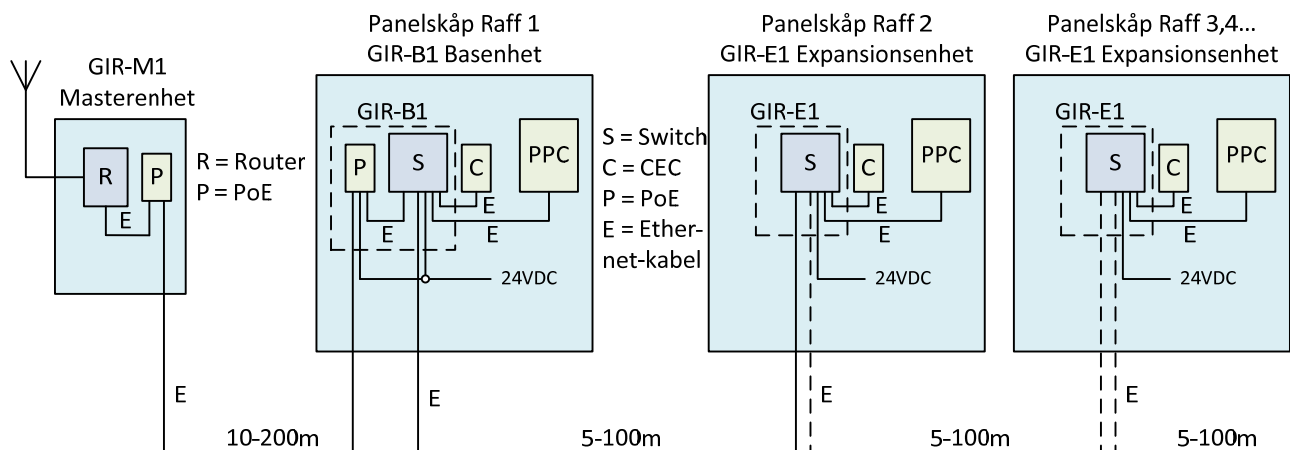 GIR-M1
Masterenhet
R
P
E
R = Router
P = PoE
E
10-200m
Panelskåp Raff 1
GIR-B1 Basenhet
GIR-B1
P
S
C
PPC
E
E
E
24VDC
E
5-100m
S = Switch
C = CEC
P = PoE
E = Ether-
net-kabel
Panelskåp Raff 2
GIR-E1 Expansionsenhet
GIR-E1
S
C
PPC
E
E
24VDC
E
5-100m
Panelskåp Raff 3,4...
GIR-E1 Expansionsenhet
GIR-E1
S
C
PPC
E
E
24VDC
E
5-100m